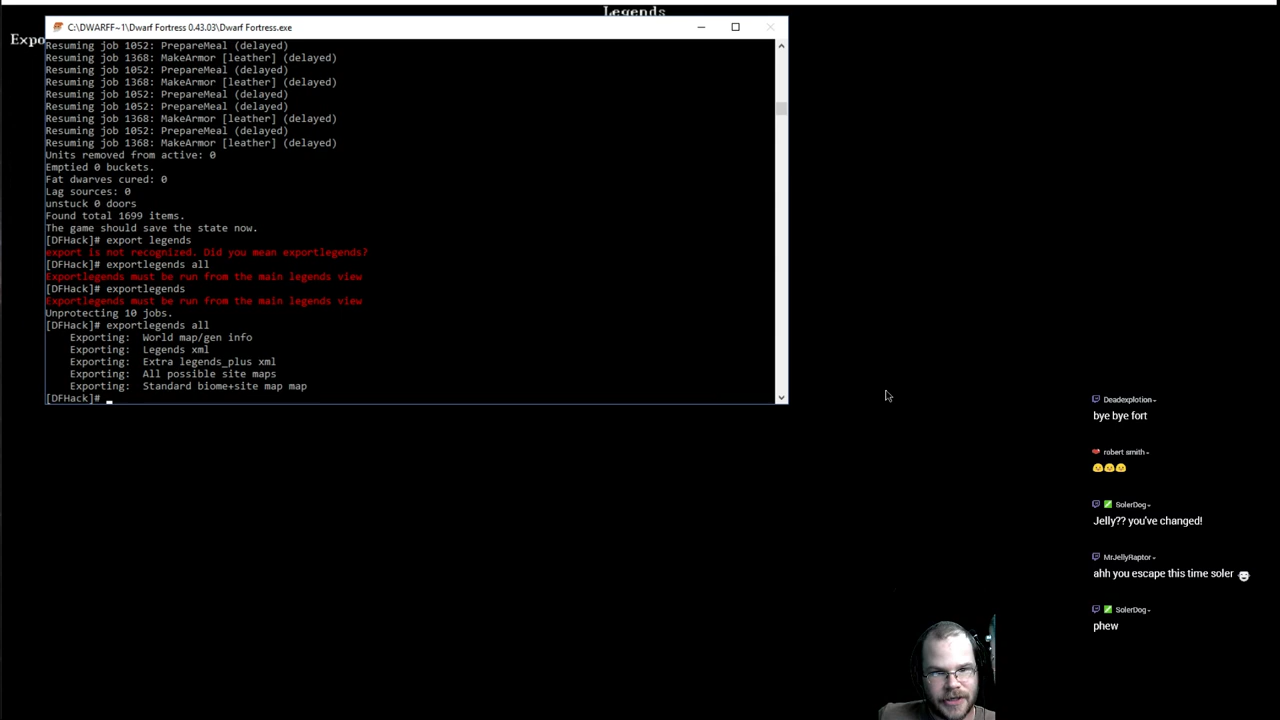 Legends
Expo
C:\DWARFF~1\Dwarf Fortress 0.43.03\Dwarf Fortress.exe
Resuming job 1052: PrepareMeal (delayed)
Resuming job 1368: MakeArmor [leather] (delayed)
Resuming job 1052: PrepareMeal (delayed)
Resuming job 1368: MakeArmor [leather] (delayed)
Resuming job 1052: PrepareMeal (delayed)
Resuming job 1052: PrepareMeal (delayed)
Resuming job 1368: MakeArmor [leather] (delayed)
Resuming job 1052: PrepareMeal (delayed)
Resuming job 1368: MakeArmor [leather] (delayed)
Units removed from active: 0
Emptied 0 buckets.
Fat dwarves cured: 0
Lag sources: 0
unstuck 0 doors
Found total 1699 items.
The game should save the state now.
[DFHack]# export legends
export is not recognized. Did you mean exportlegends?
[DFHack]# exportlegends all
Exportlegends must be run from the main legends view
[DFHack]# exportlegends
Exportlegends must be run from the main legends view
Unprotecting 10 jobs.
[DFHack]# exportlegends all
Exporting: World map/gen info
Exporting: Legends xml
Exporting: Extra legends_plus xml
Exporting: All possible site maps
Exporting: Standard biome+site map map
[DFHack]#
Deadexplotion
bye bye fort
robert smith
SolerDog
Jelly?? you've changed!
MrJellyRaptor
ahh you escape this time soler
SolerDog
phew